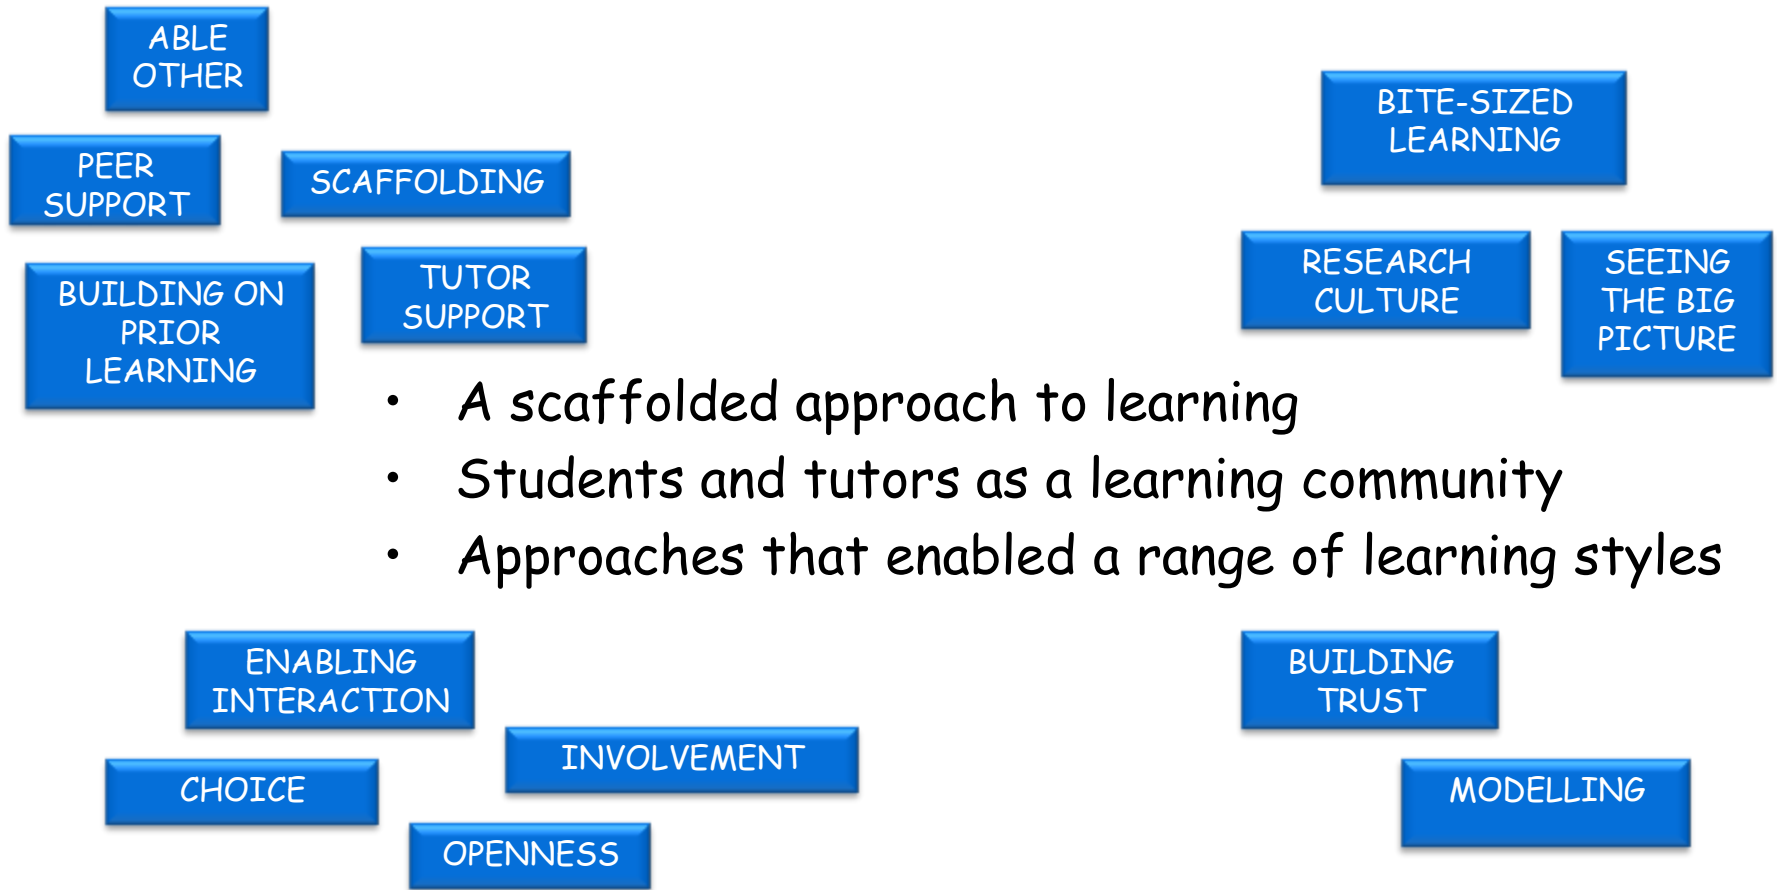 ABLE
OTHER
PEER
SUPPORT
SCAFFOLDING
BUILDING ON
PRIOR
LEARNING
TUTOR
SUPPORT
BITE-SIZED
LEARNING
RESEARCH
CULTURE
SEEING
THE BIG
PICTURE
• A scaffolded approach to learning
• Students and tutors as a learning community
• Approaches that enabled a range of learning styles
ENABLING
INTERACTION
INVOLVEMENT
CHOICE
OPENNESS
BUILDING
TRUST
MODELLING